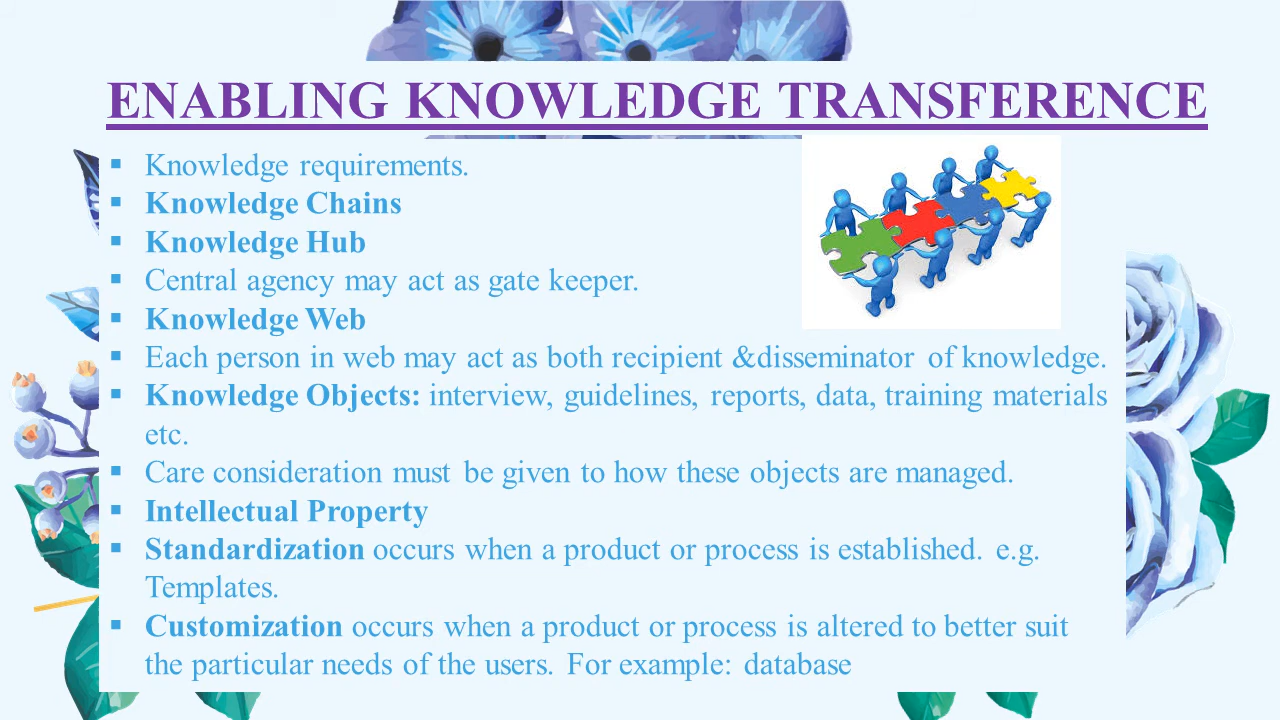 ENABLING KNOWLEDGE TRANSFERENCE
▪ Knowledge requirements.
▪ Knowledge Chains
▪ Knowledge Hub
▪ Central agency may act as gate keeper.
▪ Knowledge Web
▪ Each person in web may act as both recipient &disseminator of knowledge.
▪ Knowledge Objects: interview, guidelines, reports, data, training materials
etc.
▪ Care consideration must be given to how these objects are managed.
▪ Intellectual Property
▪ Standardization occurs when a product or process is established. e.g.
Templates.
▪ Customization occurs when a product or process is altered to better suit
the particular needs of the users. For example: database